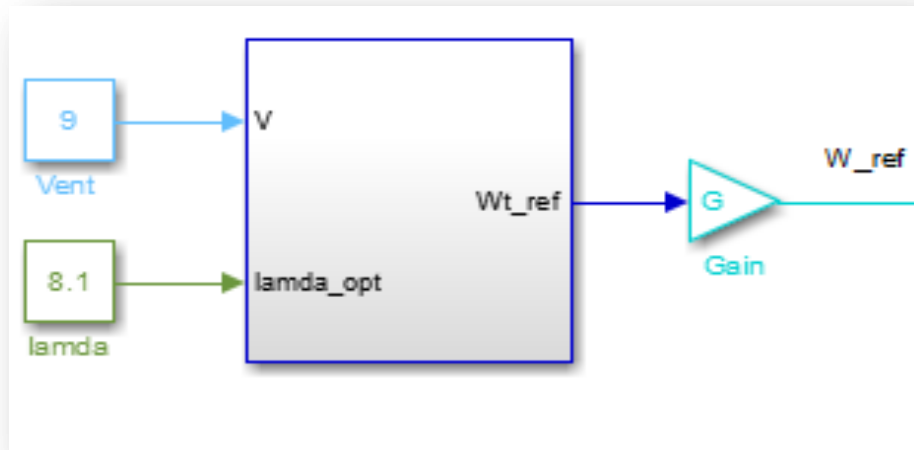 9
Vent
V
Wt_ref
G
Gain
W_ref
8.1
lamda
lamda_opt